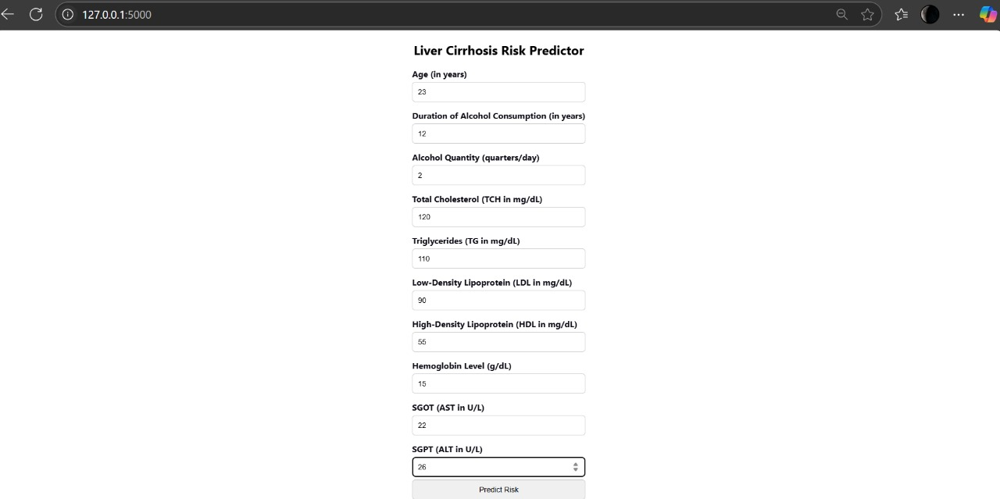 127.0.0.1:5000
Liver Cirrhosis Risk Predictor
Age (in years)
23
Duration of Alcohol Consumption (in years)
12
Alcohol Quantity (quarters/day)
2
Total Cholesterol (TCH in mg/dL)
120
Triglycerides (TG in mg/dL)
110
Low-Density Lipoprotein (LDL in mg/dL)
90
High-Density Lipoprotein (HDL in mg/dL)
55
Hemoglobin Level (g/dL)
15
SGOT (AST in U/L)
22
SGPT (ALT in U/L)
26
Predict Risk